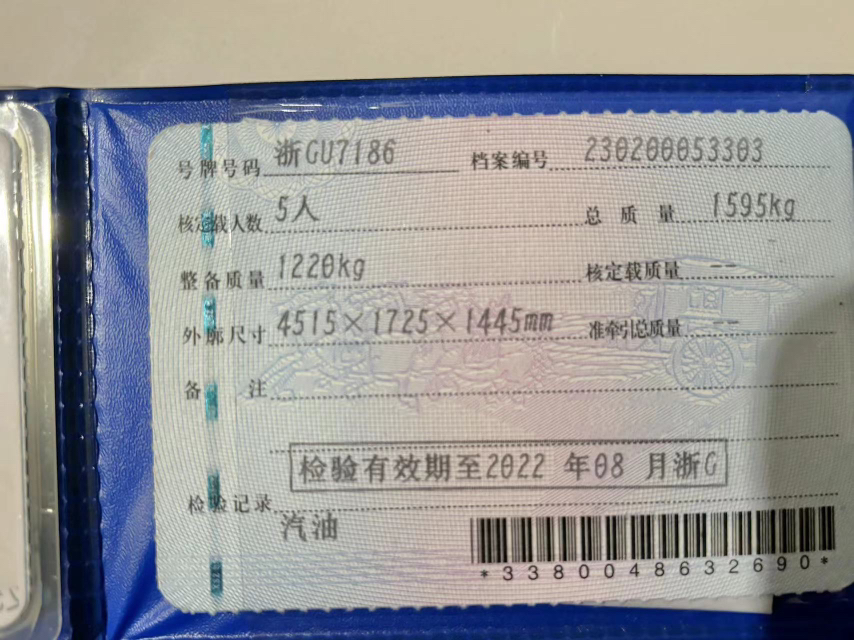 号牌号码 浙GU7186 档案编号 230200053303
核定载人数 5人 总质量 1595kg
整备质量 1220kg 核定载质量 --
外廓尺寸 4515×1725×1445mm 准牵引总质量 --
备注
检验记录 检验有效期至2022 年08 月浙G
汽油
*3380048632690*